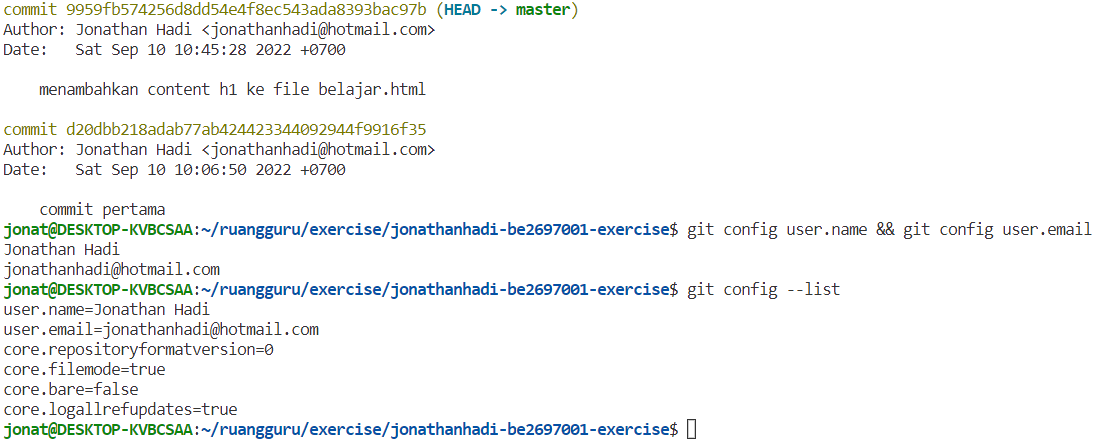 commit 9959fb574256d8dd54e4f8ec543ada8393bac97b (HEAD -> master)
Author: Jonathan Hadi <jonathanhadi@hotmail.com>
Date:   Sat Sep 10 10:45:28 2022 +0700
    menambahkan content h1 ke file belajar.html
commit d20dbb218adab77ab424423344092944f9916f35
Author: Jonathan Hadi <jonathanhadi@hotmail.com>
Date:   Sat Sep 10 10:06:50 2022 +0700
    commit pertama
jonat@DESKTOP-KVBCSAA:~/ruangguru/exercise/jonathanhadi-be2697001-exercise$ git config user.name && git config user.email
Jonathan Hadi
jonathanhadi@hotmail.com
jonat@DESKTOP-KVBCSAA:~/ruangguru/exercise/jonathanhadi-be2697001-exercise$ git config --list
user.name=Jonathan Hadi
user.email=jonathanhadi@hotmail.com
core.repositoryformatversion=0
core.filemode=true
core.bare=false
core.logallrefupdates=true
jonat@DESKTOP-KVBCSAA:~/ruangguru/exercise/jonathanhadi-be2697001-exercise$